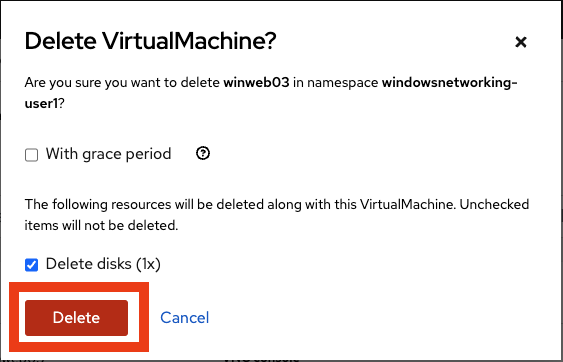 Delete VirtualMachine?
Are you sure you want to delete winweb03 in namespace windowsnetworking-
user1?
With grace period
The following resources will be deleted along with this VirtualMachine. Unchecked
items will not be deleted.
Delete disks (1x)
Delete
Cancel